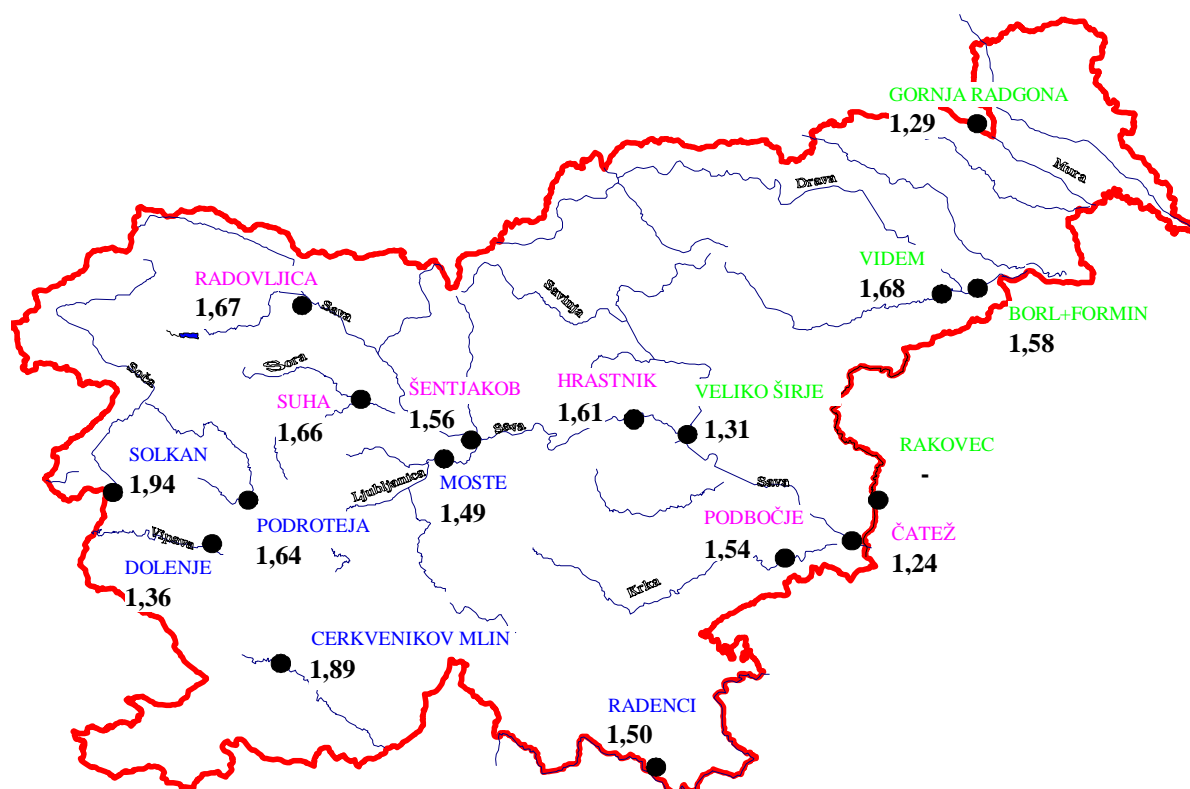 GORNJA RADGONA
1,29
Mura
Drava
VIDEM
1,68
BORL+FORMIN
1,58
RADOVLJICA
1,67
Sava
Savinja
Soča
Sora
SUHA
1,66
ŠENTJAKOB
1,56
Sava
HRASTNIK
1,61
VELIKO ŠIRJE
1,31
RAKOVEC
-
SOLKAN
1,94
Ljubljanica
MOSTE
1,49
Sava
PODROTEJA
1,64
Vipava
DOLENJE
1,36
PODBOČJE
1,54
ČATEŽ
1,24
Krka
CERKVENIKOV MLIN
1,89
RADENCI
1,50